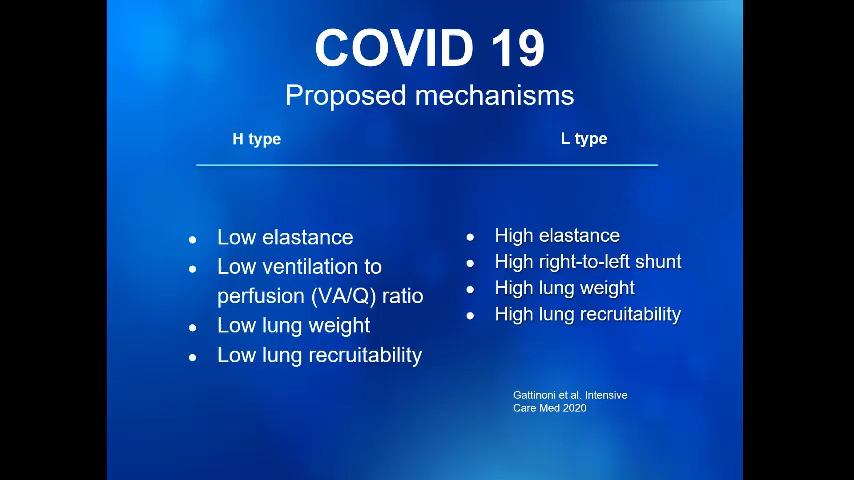 COVID 19
Proposed mechanisms
H type
L type
● Low elastance
● Low ventilation to
perfusion (VA/Q) ratio
● Low lung weight
● Low lung recruitability
● High elastance
● High right-to-left shunt
● High lung weight
● High lung recruitability
Gattinoni et al. Intensive
Care Med 2020